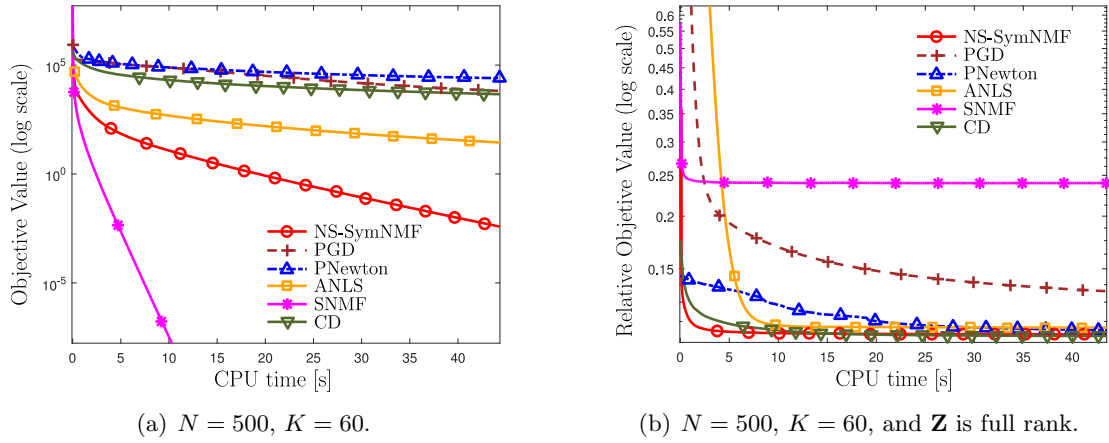 Objective Value (log scale)
10^5
10^0
10^-5
NS-SymNMF
PGD
PNewton
ANLS
SNMF
CD
0 5 10 15 20 25 30 35 40
CPU time [s]
(a) N = 500, K = 60.
Relative Objetive Value (log scale)
0.6
0.5
0.45
0.4
0.35
0.3
0.25
0.2
0.15
NS-SymNMF
PGD
PNewton
ANLS
SNMF
CD
0 5 10 15 20 25 30 35 40
CPU time [s]
(b) N = 500, K = 60, and Z is full rank.